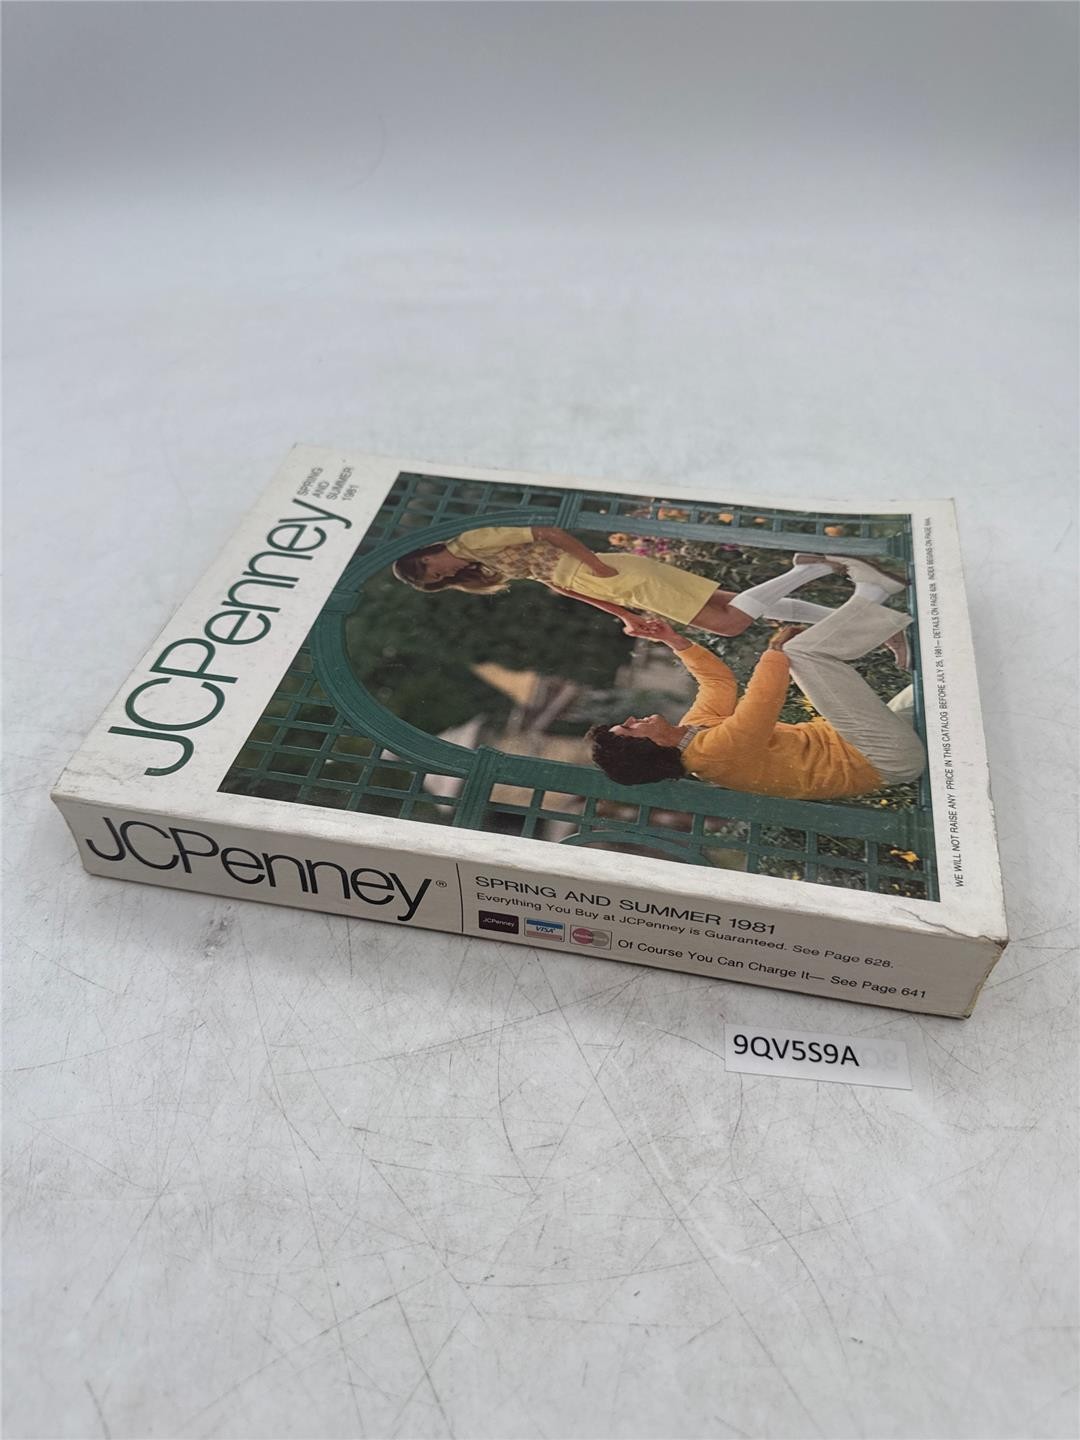 JCPenney
SPRING
AND
SUMMER
1981
WE WILL NOT RAISE ANY PRICE IN THIS CATALOG BEFORE JULY 25, 1981—DETAILS ON PAGE 628. INDEX BEGINS ON PAGE 644.
JCPenney®
SPRING AND SUMMER 1981
Everything You Buy at JCPenney is Guaranteed. See Page 628.
JCPenney VISA Of Course You Can Charge It— See Page 641
9QV5S9A